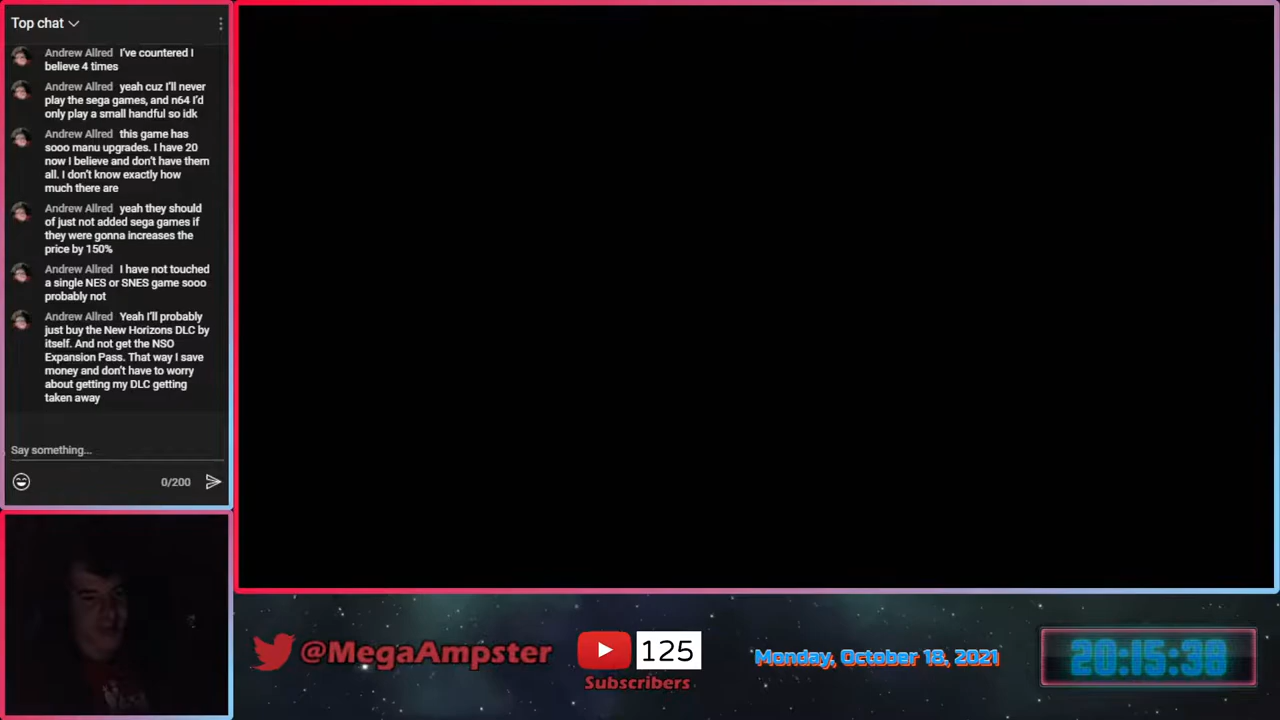 Top chat
Andrew Allred I've countered I
believe 4 times
Andrew Allred yeah cuz I'll never
play the sega games, and n64 I'd
only play a small handful so idk
Andrew Allred this game has
sooo manu upgrades. I have 20
now I believe and don't have them
all. I don't know exactly how
much there are
Andrew Allred yeah they should
of just not added sega games if
they were gonna increases the
price by 150%
Andrew Allred I have not touched
a single NES or SNES game sooo
probably not
Andrew Allred Yeah I'll probably
just buy the New Horizons DLC by
itself. And not get the NSO
Expansion Pass. That way I save
money and don't have to worry
about getting my DLC getting
taken away
Say something...
0/200
@MegaAmpster
125
Subscribers
Monday, October 18, 2021
20:15:38